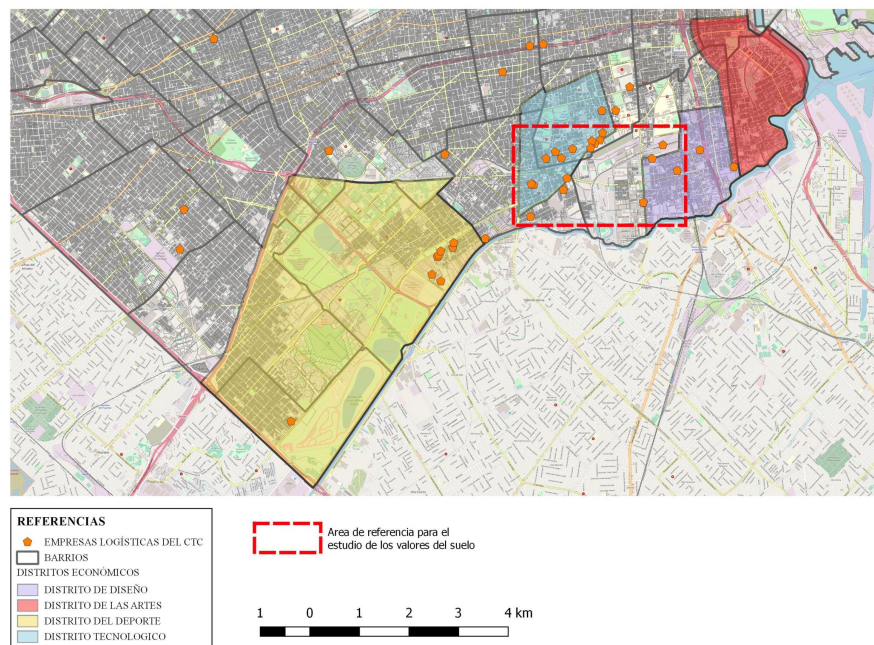 REFERENCIAS
EMPRESAS LOGÍSTICAS DEL CTC
BARRIOS
DISTRITOS ECONÓMICOS
DISTRITO DE DISEÑO
DISTRITO DE LAS ARTES
DISTRITO DEL DEPORTE
DISTRITO TECNOLOGICO
Area de referencia para el
estudio de los valores del suelo
1 0 1 2 3 4 km